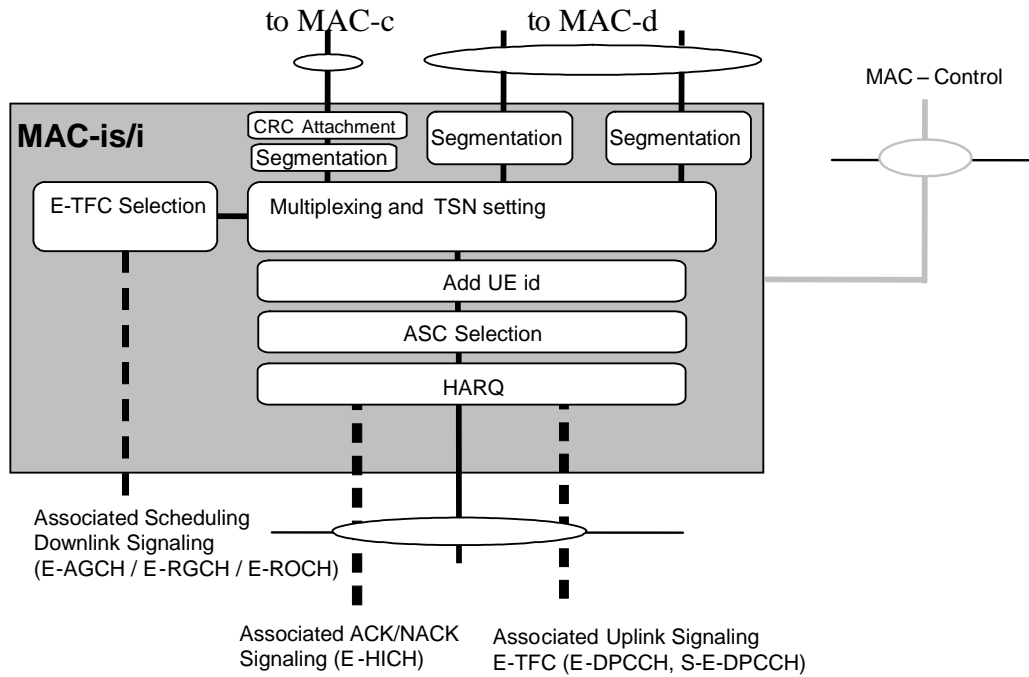 to MAC-c
to MAC-d
MAC – Control
MAC-is/i
CRC Attachment
Segmentation
Segmentation
Segmentation
E-TFC Selection
Multiplexing and TSN setting
Add UE id
ASC Selection
HARQ
Associated Scheduling
Downlink Signaling
(E-AGCH / E-RGCH / E-ROCH)
Associated ACK/NACK
Signaling (E-HICH)
Associated Uplink Signaling
E-TFC (E-DPCCH, S-E-DPCCH)